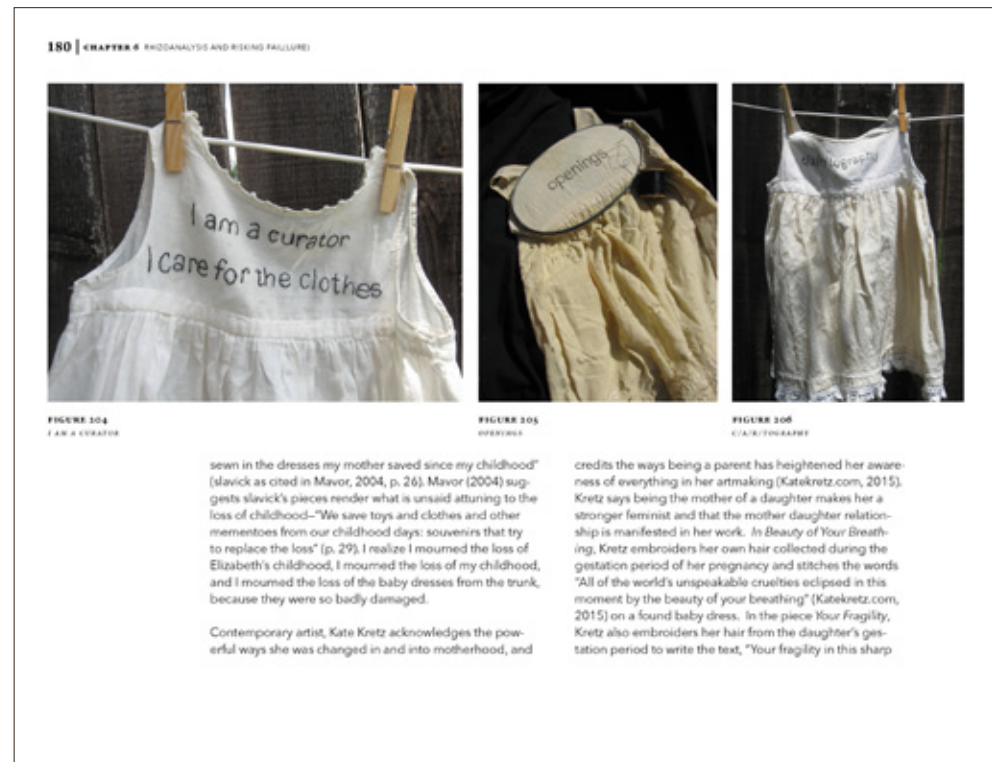 180 | CHAPTER 6 RHIZOANALYSIS AND RISKING FAIL(LURE)
I am a curator
I care for the clothes
openings
FIGURE 104
I AM A CURATOR
FIGURE 205
OPENINGS
FIGURE 206
C/A/R/TOGRAPHY
sewn in the dresses my mother saved since my childhood"
(slavick as cited in Mavor, 2004, p. 26). Mavor (2004) sug-
gests slavick's pieces render what is unsaid attuning to the
loss of childhood—"We save toys and clothes and other
mementoes from our childhood days: souvenirs that try
to replace the loss" (p. 29). I realize I mourned the loss of
Elizabeth's childhood, I mourned the loss of my childhood,
and I mourned the loss of the baby dresses from the trunk,
because they were so badly damaged.
Contemporary artist, Kate Kretz acknowledges the pow-
erful ways she was changed in and into motherhood, and
credits the ways being a parent has heightened her aware-
ness of everything in her artmaking (Katekretz.com, 2015).
Kretz says being the mother of a daughter makes her a
stronger feminist and that the mother daughter relation-
ship is manifested in her work. In Beauty of Your Breath-
ing, Kretz embroiders her own hair collected during the
gestation period of her pregnancy and stitches the words
"All of the world's unspeakable cruelties eclipsed in this
moment by the beauty of your breathing" (Katekretz.com,
2015) on a found baby dress. In the piece Your Fragility,
Kretz also embroiders her hair from the daughter's ges-
tation period to write the text, "Your fragility in this sharp